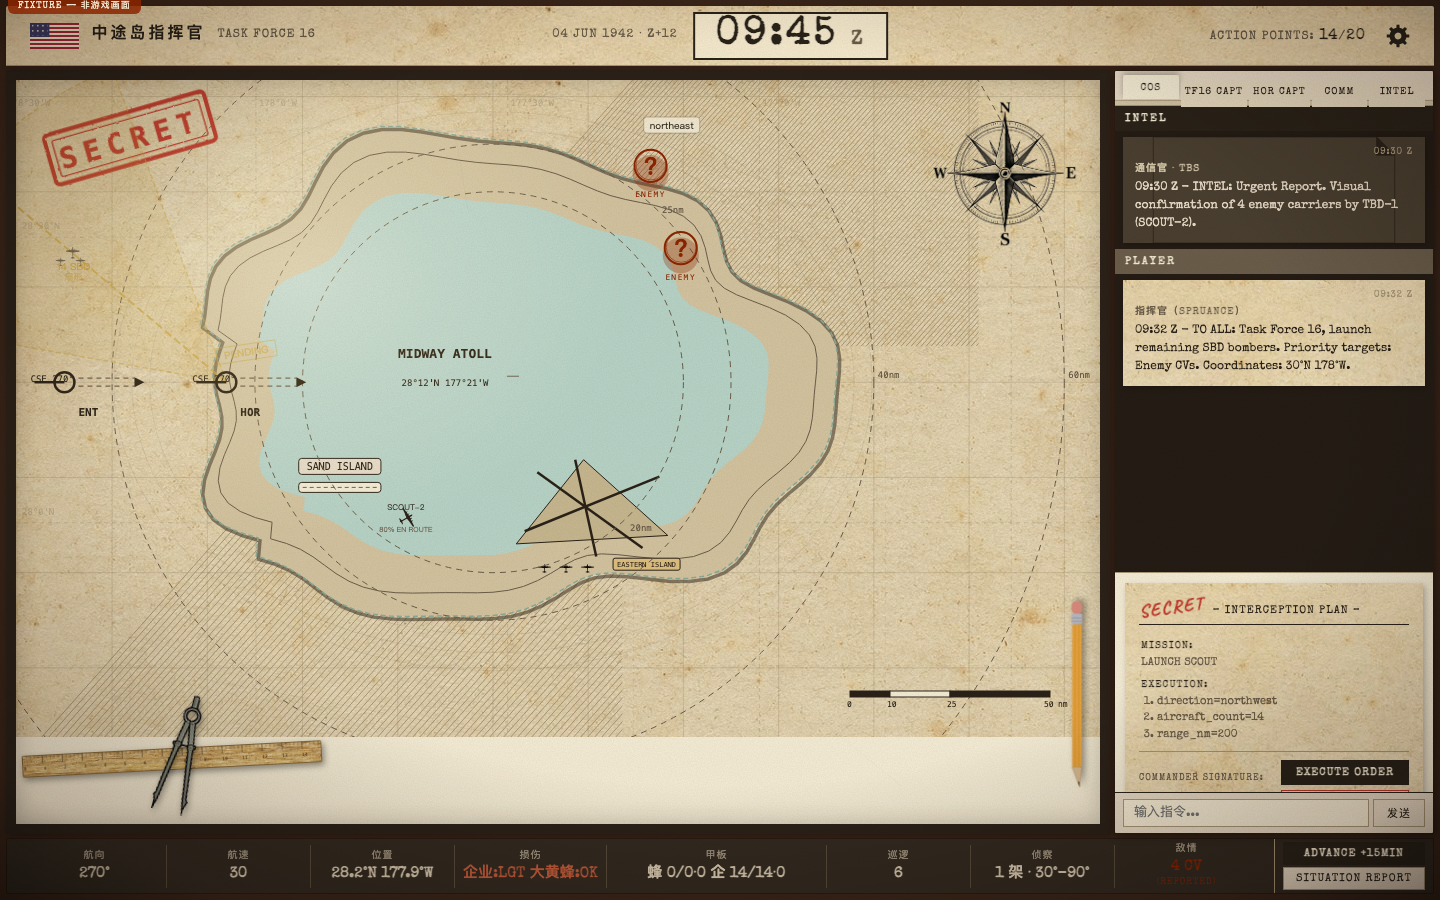 FIXTURE — 非游戏画面
中途岛指挥官 TASK FORCE 16
04 JUN 1942 · Z+12
09:45 Z
ACTION POINTS: 14/20
SECRET
northeast
?
ENEMY
25nm
?
ENEMY
N
W E
S
PENDING
MIDWAY ATOLL
28°12'N 177°21'W
CSE 270
ENT
CSE 270
HOR
40nm
60nm
SAND ISLAND
SCOUT-2
80% EN ROUTE
20nm
EASTERN ISLAND
0 10 25 50 nm
COS TF16 CAPT HOR CAPT COMM INTEL
INTEL
09:30 Z
通信官 · TBS
09:30 Z - INTEL: Urgent Report. Visual
confirmation of 4 enemy carriers by TBD-1
(SCOUT-2).
PLAYER
09:32 Z
指挥官 (SPRUANCE)
09:32 Z - TO ALL: Task Force 16, launch
remaining SBD bombers. Priority targets:
Enemy CVs. Coordinates: 30°N 178°W.
SECRET - INTERCEPTION PLAN -
MISSION:
LAUNCH SCOUT
EXECUTION:
1. direction=northwest
2. aircraft_count=14
3. range_nm=200
COMMANDER SIGNATURE: EXECUTE ORDER
输入指令... 发送
航向
270°
航速
30
位置
28.2°N 177.9°W
损伤
企业:LGT 大黄蜂:OK
甲板
蜂 0/0·0 企 14/14·0
巡逻
6
侦察
1 架 · 30°-90°
敌情
4 CV
ADVANCE +15MIN
SITUATION REPORT